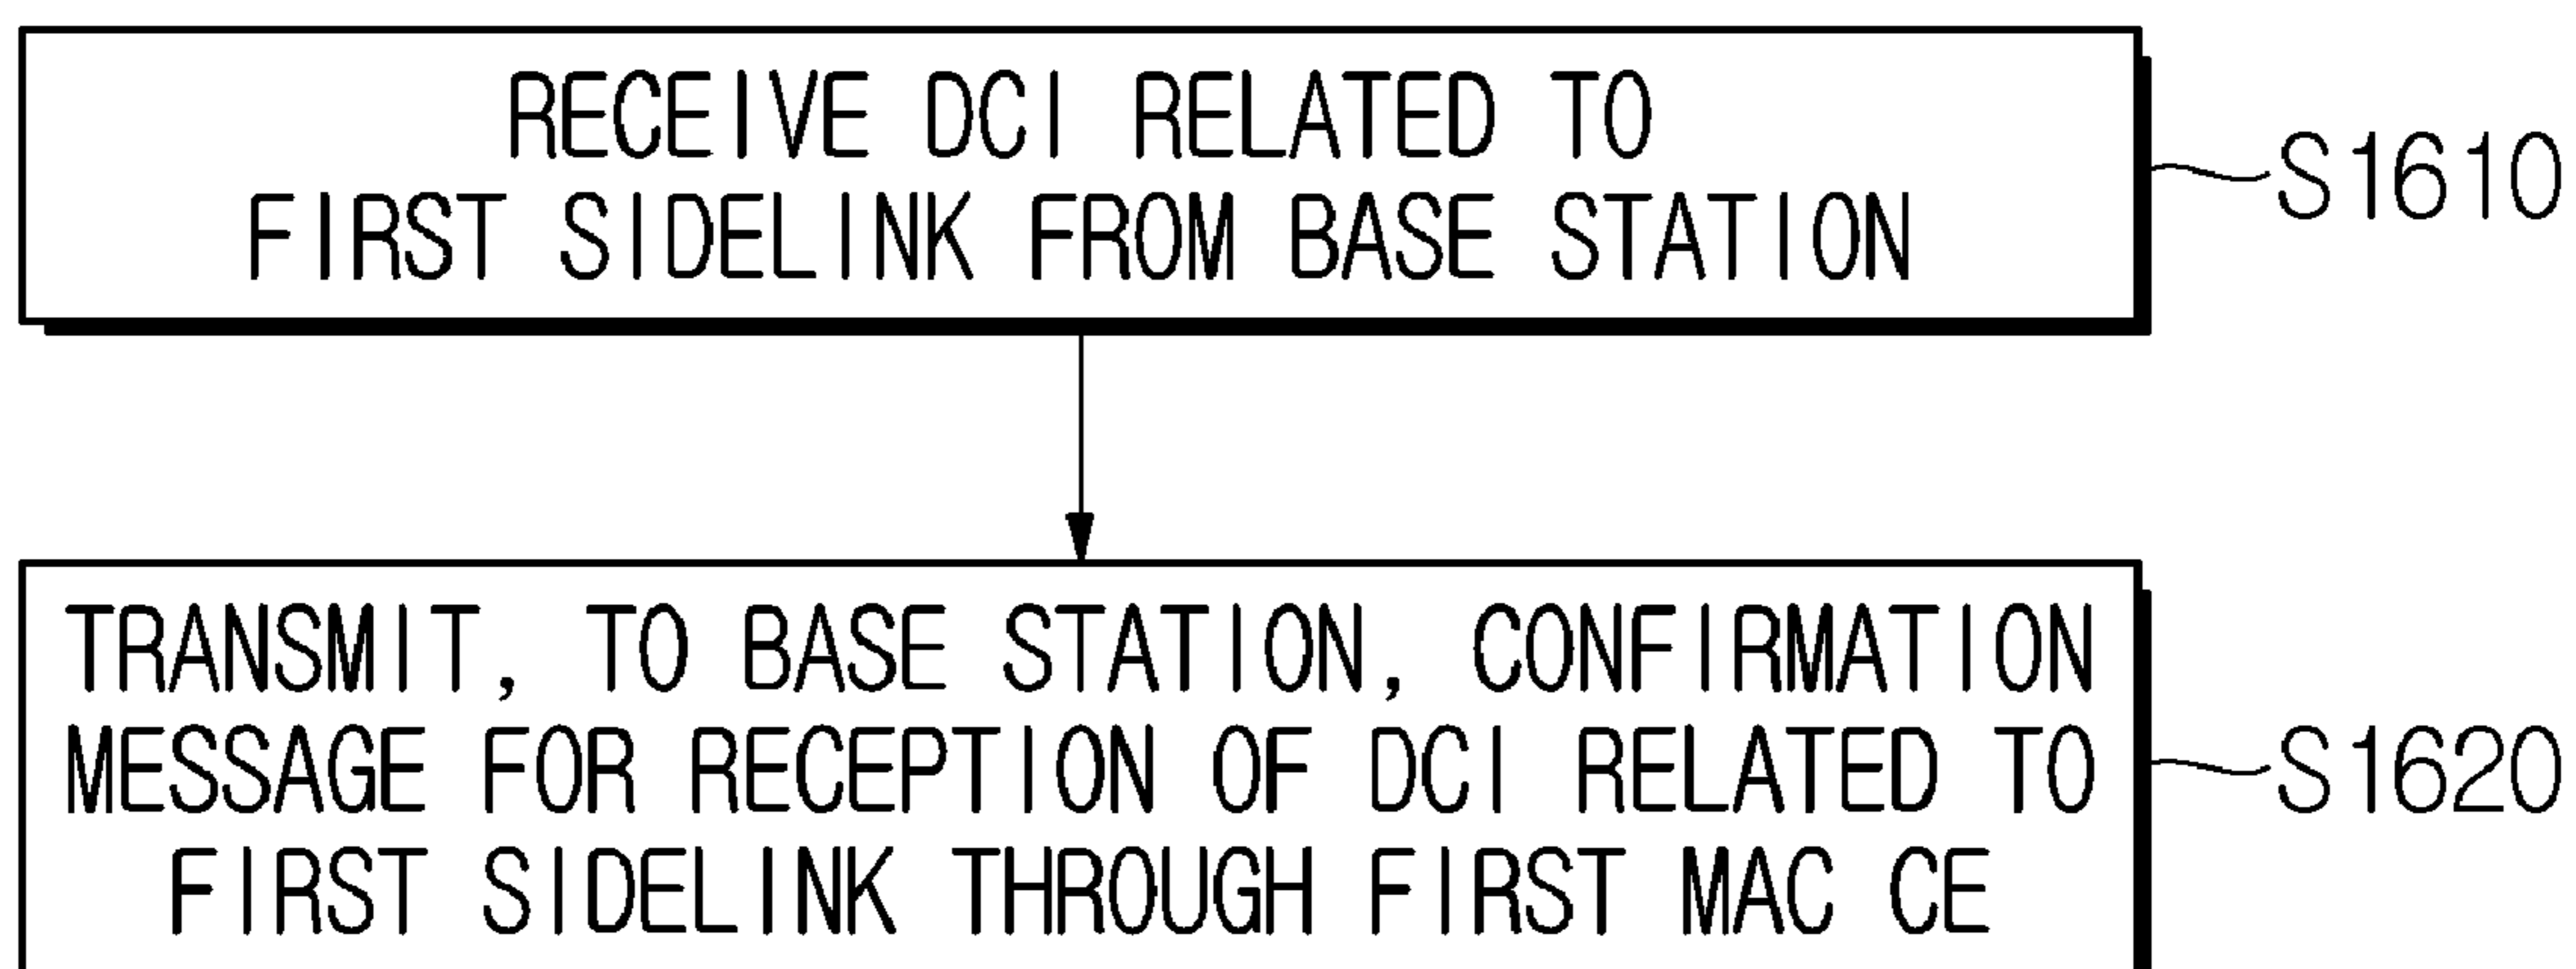 RECEIVE DCI RELATED TO
FIRST SIDELINK FROM BASE STATION
S1610
TRANSMIT, TO BASE STATION, CONFIRMATION
MESSAGE FOR RECEPTION OF DCI RELATED TO
FIRST SIDELINK THROUGH FIRST MAC CE
S1620